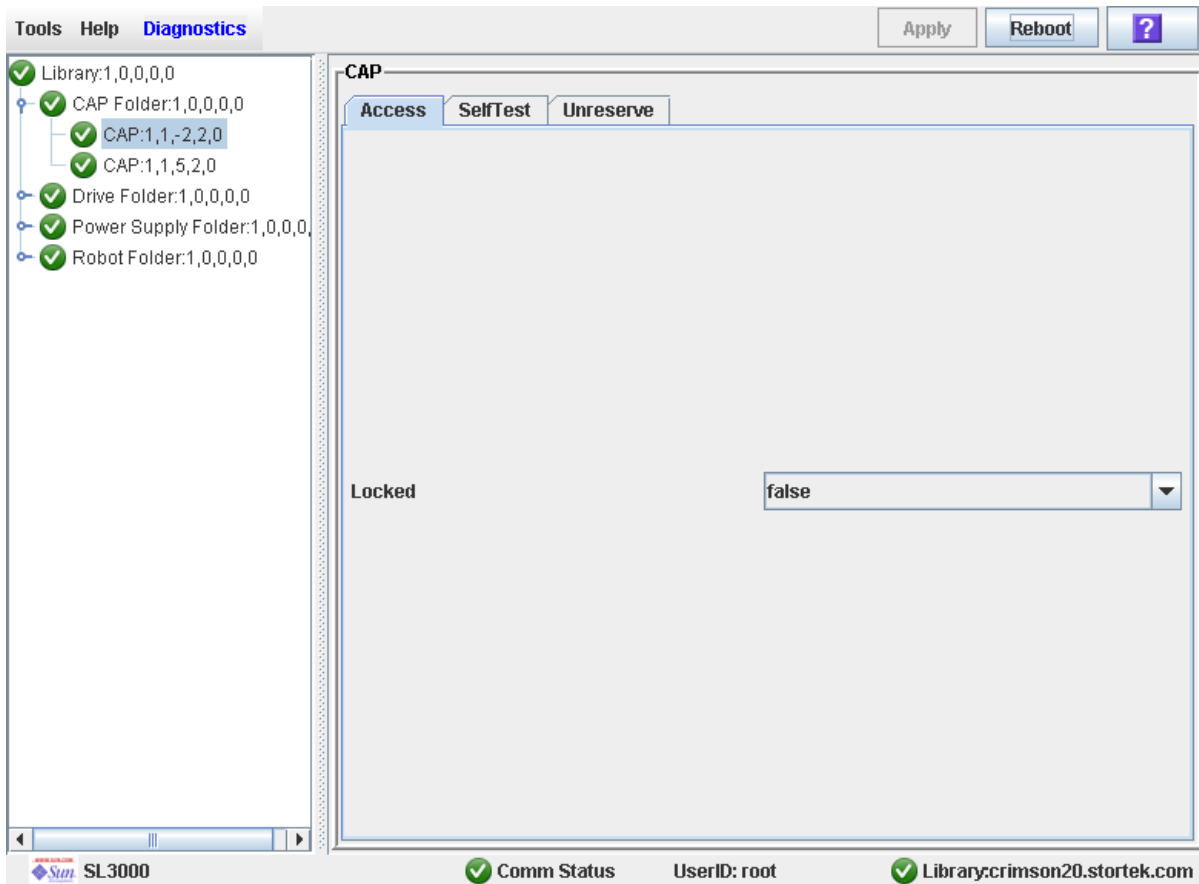 Tools Help Diagnostics
Apply Reboot ?
Library:1,0,0,0,0
CAP Folder:1,0,0,0,0
CAP:1,1,-2,2,0
CAP:1,1,5,2,0
Drive Folder:1,0,0,0,0
Power Supply Folder:1,0,0,0,
Robot Folder:1,0,0,0,0
CAP
Access SelfTest Unreserve
Locked false
Sun SL3000 Comm Status UserID: root Library:crimson20.stortek.com